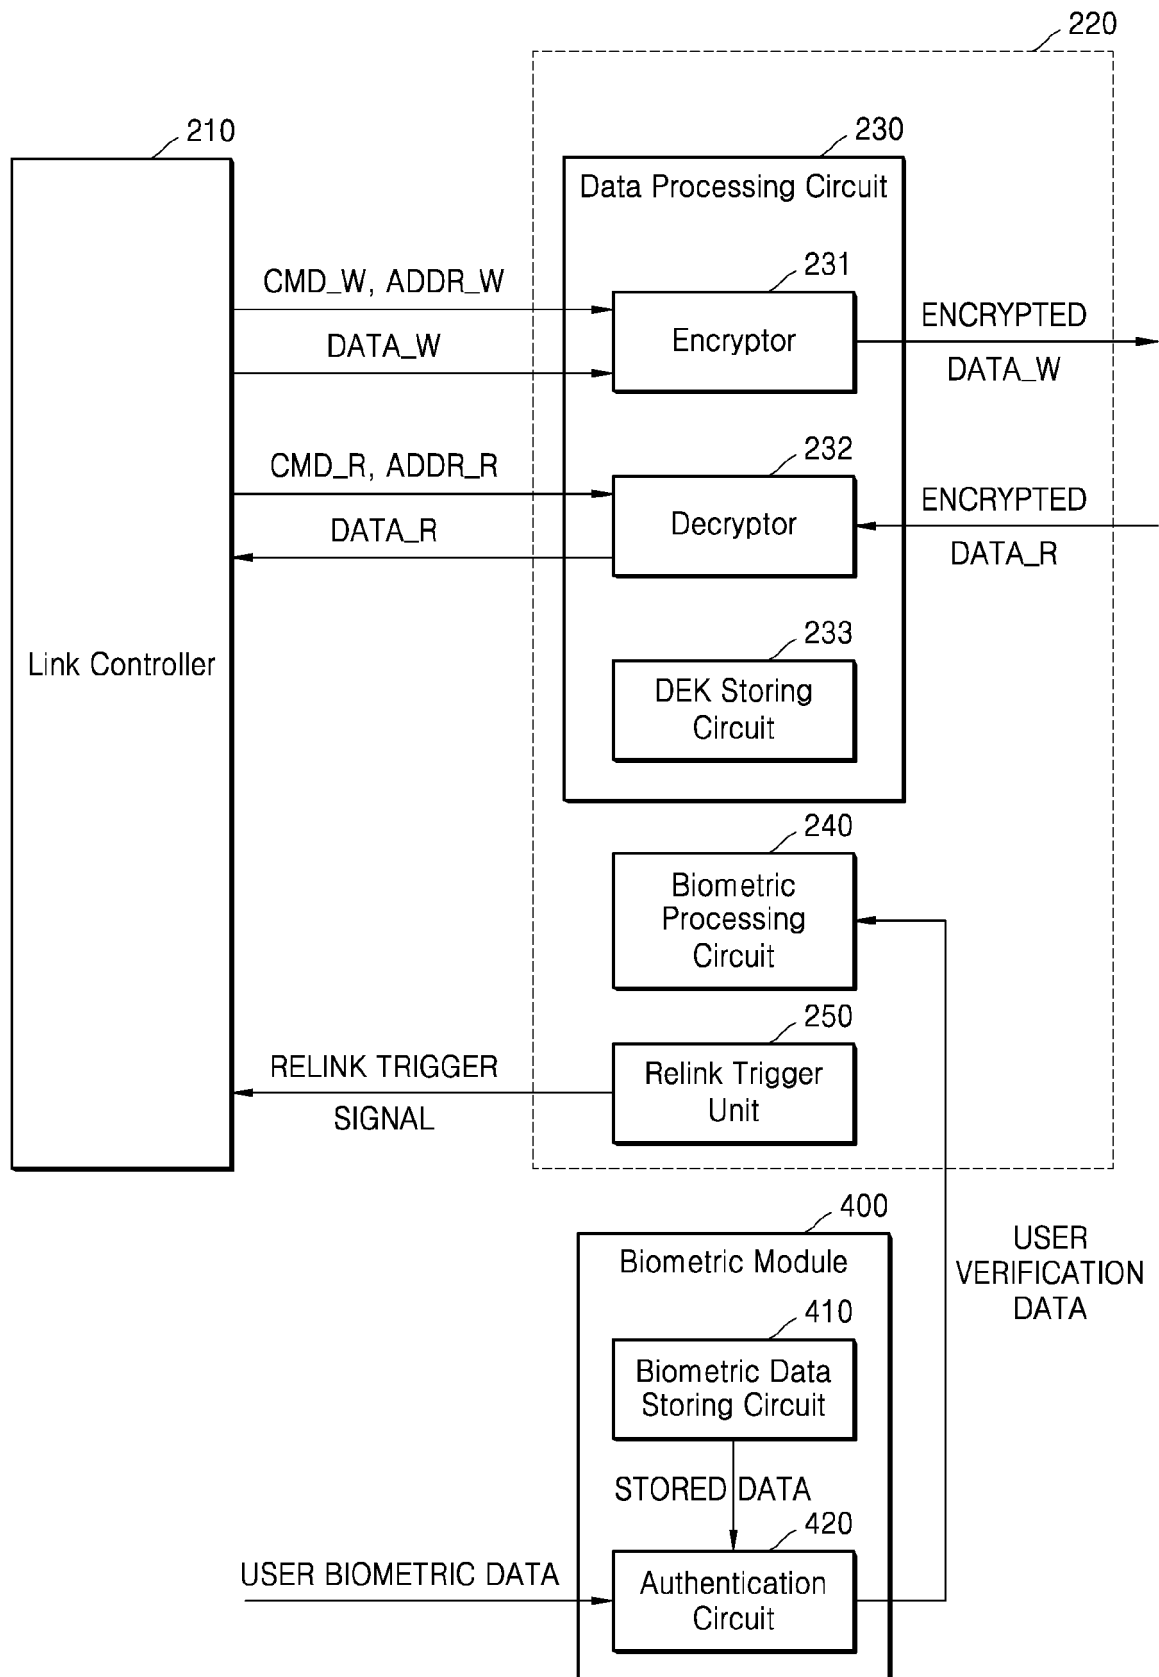 220
210
230
Data Processing Circuit
231
CMD_W, ADDR_W
Encryptor
ENCRYPTED
DATA_W
DATA_W
232
CMD_R, ADDR_R
Decryptor
ENCRYPTED
DATA_R
DATA_R
233
Link Controller
DEK Storing
Circuit
240
Biometric
Processing
Circuit
250
RELINK TRIGGER
SIGNAL
Relink Trigger
Unit
400
Biometric Module
USER
VERIFICATION
DATA
410
Biometric Data
Storing Circuit
STORED DATA
420
USER BIOMETRIC DATA
Authentication
Circuit